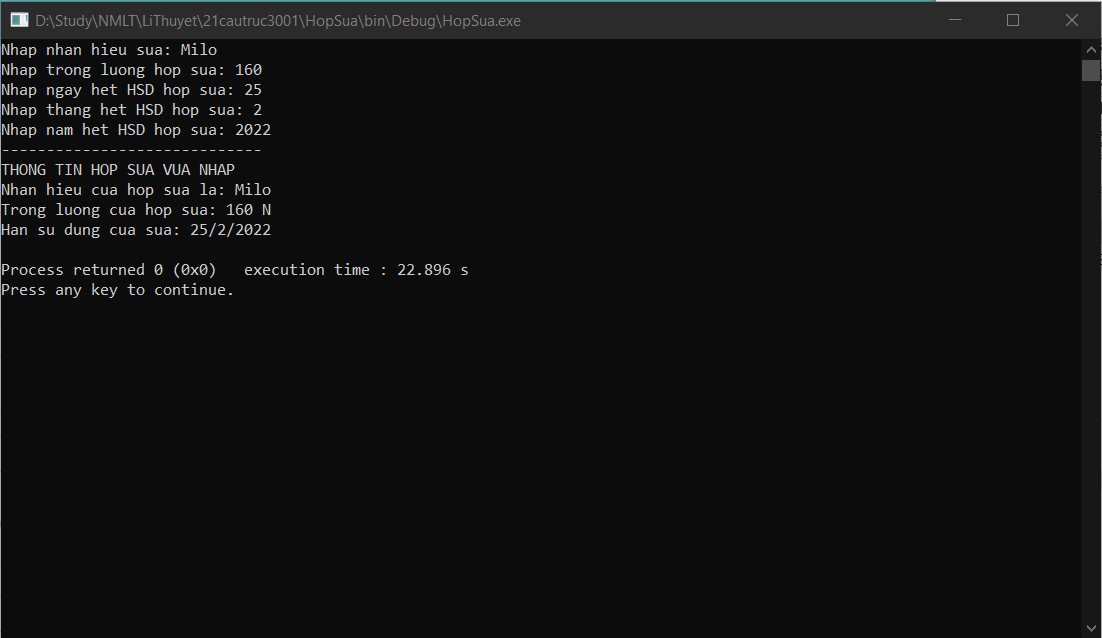 D:\Study\NMLT\LiThuyet\21cautruc3001\HopSua\bin\Debug\HopSua.exe
Nhap nhan hieu sua: Milo
Nhap trong luong hop sua: 160
Nhap ngay het HSD hop sua: 25
Nhap thang het HSD hop sua: 2
Nhap nam het HSD hop sua: 2022
-----------------------------
THONG TIN HOP SUA VUA NHAP
Nhan hieu cua hop sua la: Milo
Trong luong cua hop sua: 160 N
Han su dung cua sua: 25/2/2022
Process returned 0 (0x0)   execution time : 22.896 s
Press any key to continue.